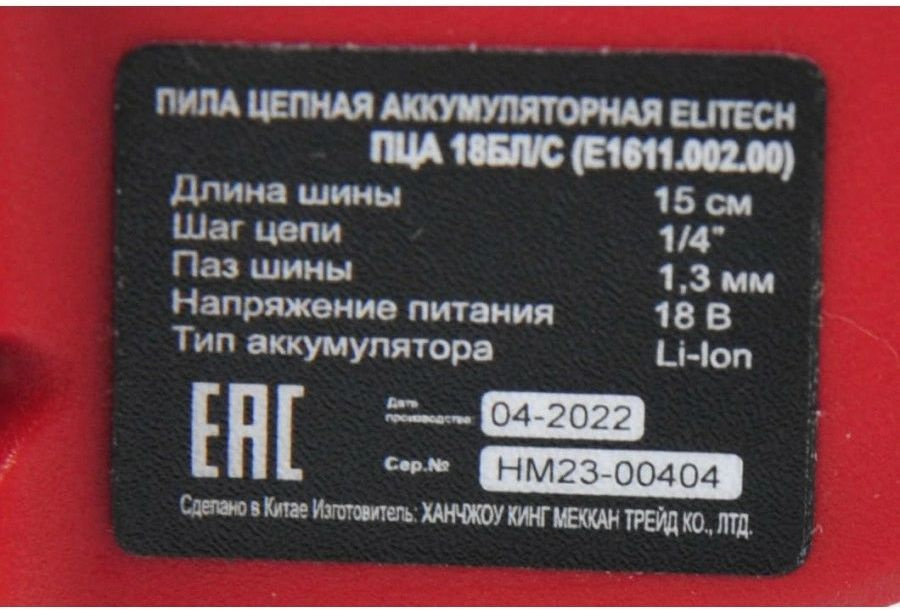 ПИЛА ЦЕПНАЯ АККУМУЛЯТОРНАЯ ELITECH
ПЦА 18БЛ/С (E1611.002.00)
Длина шины 15 см
Шаг цепи 1/4"
Паз шины 1,3 мм
Напряжение питания 18 В
Тип аккумулятора Li-Ion
EAC
Дата производства 04-2022
Сер.№ HM23-00404
Сделано в Китае Изготовитель: ХАНЧЖОУ КИНГ МЕККАН ТРЕЙД КО., ЛТД.